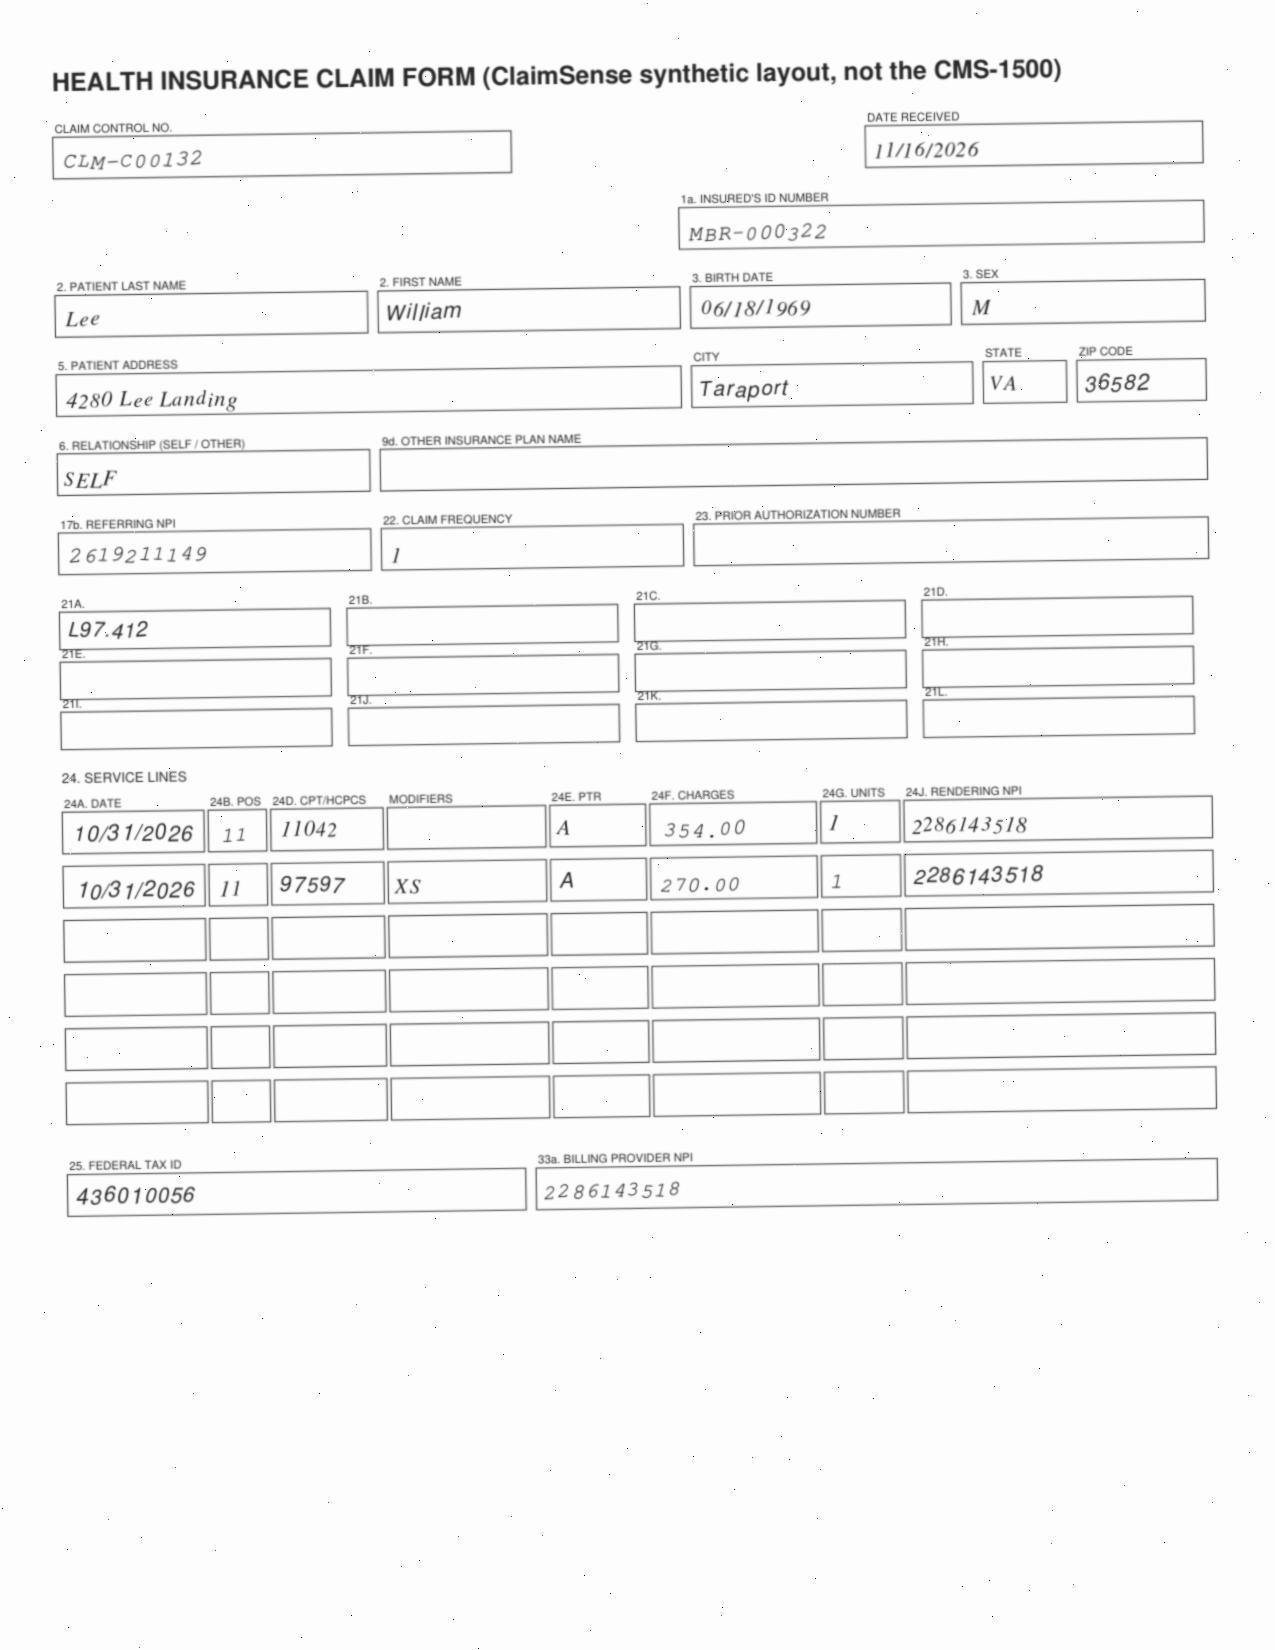 HEALTH INSURANCE CLAIM FORM (ClaimSense synthetic layout, not the CMS-1500)
CLAIM CONTROL NO. DATE RECEIVED
CLM-C00132 11/16/2026
1a. INSURED'S ID NUMBER
MBR-000322
2. PATIENT LAST NAME 2. FIRST NAME 3. BIRTH DATE 3. SEX
Lee William 06/18/1969 M
5. PATIENT ADDRESS CITY STATE ZIP CODE
4280 Lee Landing Taraport VA 36582
6. RELATIONSHIP (SELF / OTHER) 9d. OTHER INSURANCE PLAN NAME
SELF
17b. REFERRING NPI 22. CLAIM FREQUENCY 23. PRIOR AUTHORIZATION NUMBER
2619211149 1
21A. 21B. 21C. 21D.
L97.412
21E. 21F. 21G. 21H.
21I. 21J. 21K. 21L.
24. SERVICE LINES
24A. DATE 24B. POS 24D. CPT/HCPCS MODIFIERS 24E. PTR 24F. CHARGES 24G. UNITS 24J. RENDERING NPI
10/31/2026 11 11042 A 354.00 1 2286143518
10/31/2026 11 97597 XS A 270.00 1 2286143518
25. FEDERAL TAX ID 33a. BILLING PROVIDER NPI
436010056 2286143518